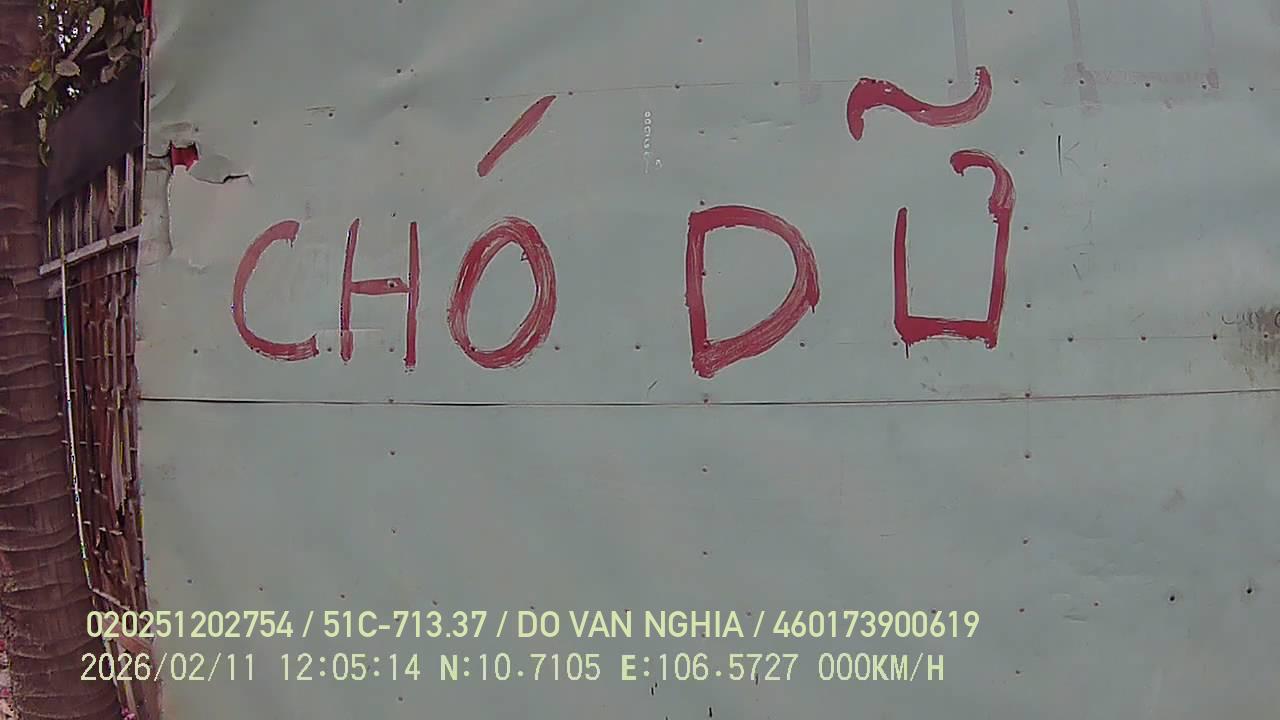 CHÓ DỮ
020251202754 / 51C-713.37 / DO VAN NGHIA / 460173900619
2026/02/11 12:05:14 N:10.7105 E:106.5727 000KM/H